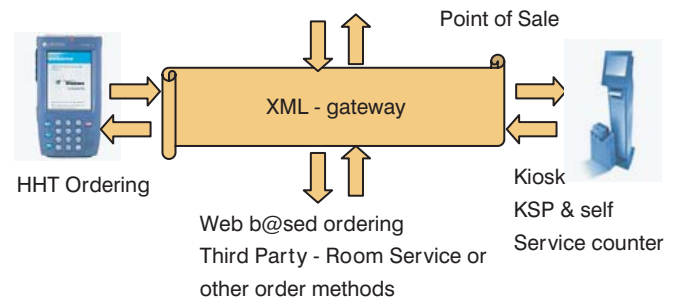 Point of Sale
XML - gateway
HHT Ordering
Kiosk
KSP & self
Service counter
Web b@sed ordering
Third Party - Room Service or
other order methods